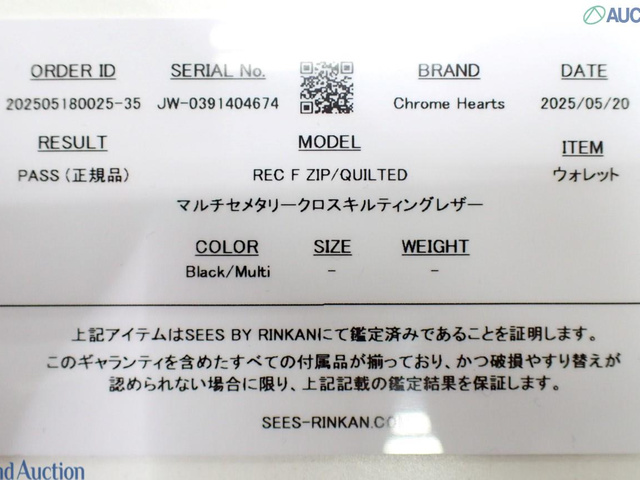 AUC
ORDER ID SERIAL No. BRAND DATE
202505180025-35 JW-0391404674 Chrome Hearts 2025/05/20
RESULT MODEL ITEM
PASS（正規品） REC F ZIP/QUILTED ウォレット
マルチセメタリークロスキルティングレザー
COLOR SIZE WEIGHT
Black/Multi - -
上記アイテムはSEES BY RINKANにて鑑定済みであることを証明します。
このギャランティを含めたすべての付属品が揃っており、かつ破損やすり替えが
認められない場合に限り、上記記載の鑑定結果を保証します。
SEES-RINKAN.CO
nd Auction